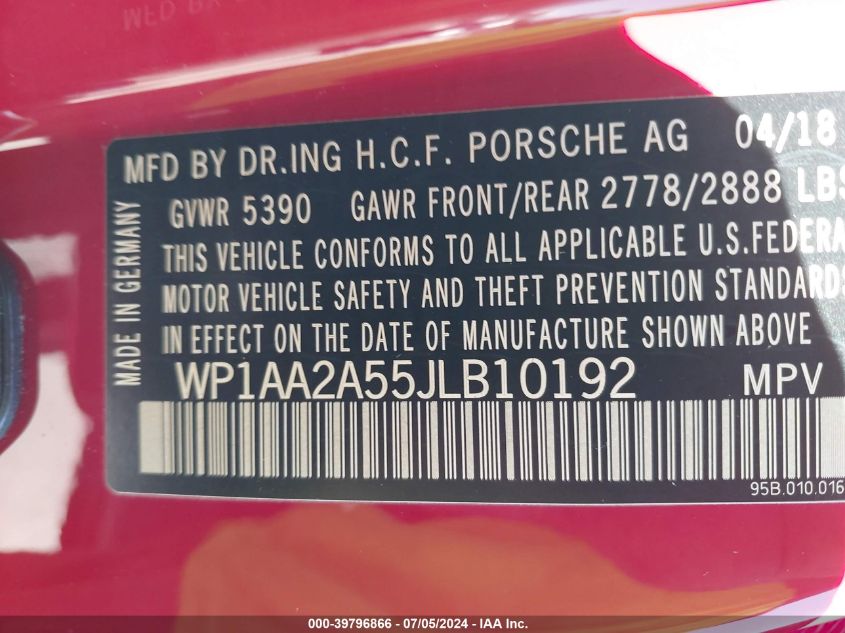 MFD BY DR.ING H.C.F. PORSCHE AG 04/18
GVWR 5390 GAWR FRONT/REAR 2778/2888 LBS
THIS VEHICLE CONFORMS TO ALL APPLICABLE U.S.FEDERA
MOTOR VEHICLE SAFETY AND THEFT PREVENTION STANDARDS
IN EFFECT ON THE DATE OF MANUFACTURE SHOWN ABOVE
MADE IN GERMANY
WP1AA2A55JLB10192 MPV
95B.010.016
000-39796866 - 07/05/2024 - IAA Inc.